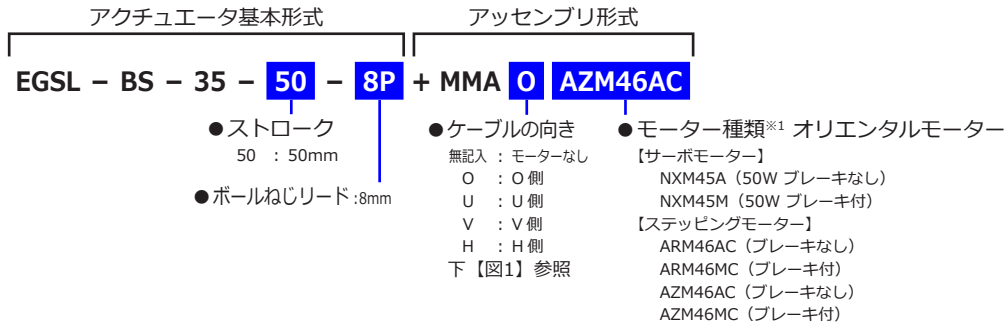 アクチュエータ基本形式
アッセンブリ形式
EGSL − BS − 35 − 50 − 8P + MMA O AZM46AC
●ストローク
50 : 50mm
●ボールねじリード:8mm
●ケーブルの向き
無記入 : モーターなし
O : O側
U : U側
V : V側
H : H側
下【図1】参照
●モーター種類※1 オリエンタルモーター
【サーボモーター】
NXM45A（50W ブレーキなし）
NXM45M（50W ブレーキ付）
【ステッピングモーター】
ARM46AC（ブレーキなし）
ARM46MC（ブレーキ付）
AZM46AC（ブレーキなし）
AZM46MC（ブレーキ付）